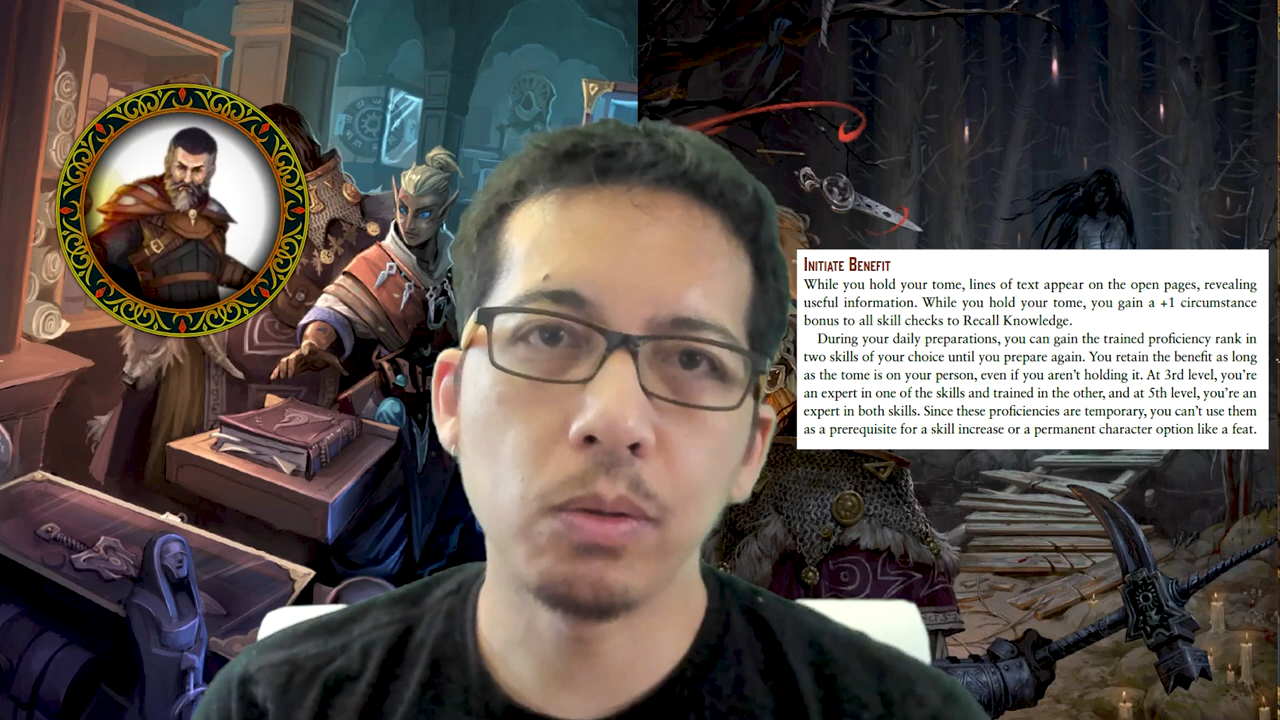 INITIATE BENEFIT
While you hold your tome, lines of text appear on the open pages, revealing
useful information. While you hold your tome, you gain a +1 circumstance
bonus to all skill checks to Recall Knowledge.
During your daily preparations, you can gain the trained proficiency rank in
two skills of your choice until you prepare again. You retain the benefit as long
as the tome is on your person, even if you aren't holding it. At 3rd level, you're
an expert in one of the skills and trained in the other, and at 5th level, you're an
expert in both skills. Since these proficiencies are temporary, you can't use them
as a prerequisite for a skill increase or a permanent character option like a feat.